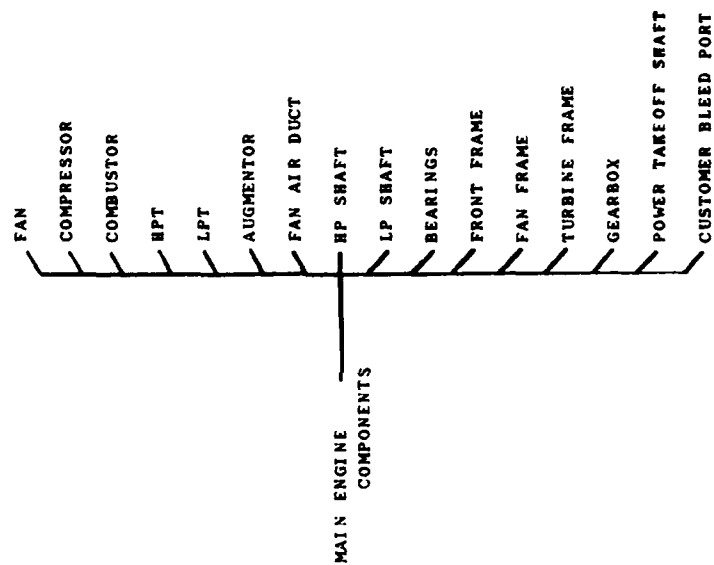 MAIN ENGINE
COMPONENTS
FAN
COMPRESSOR
COMBUSTOR
HPT
LPT
AUGMENTOR
FAN AIR DUCT
HP SHAFT
LP SHAFT
BEARINGS
FRONT FRAME
FAN FRAME
TURBINE FRAME
GEARBOX
POWER TAKEOFF SHAFT
CUSTOMER BLEED PORT